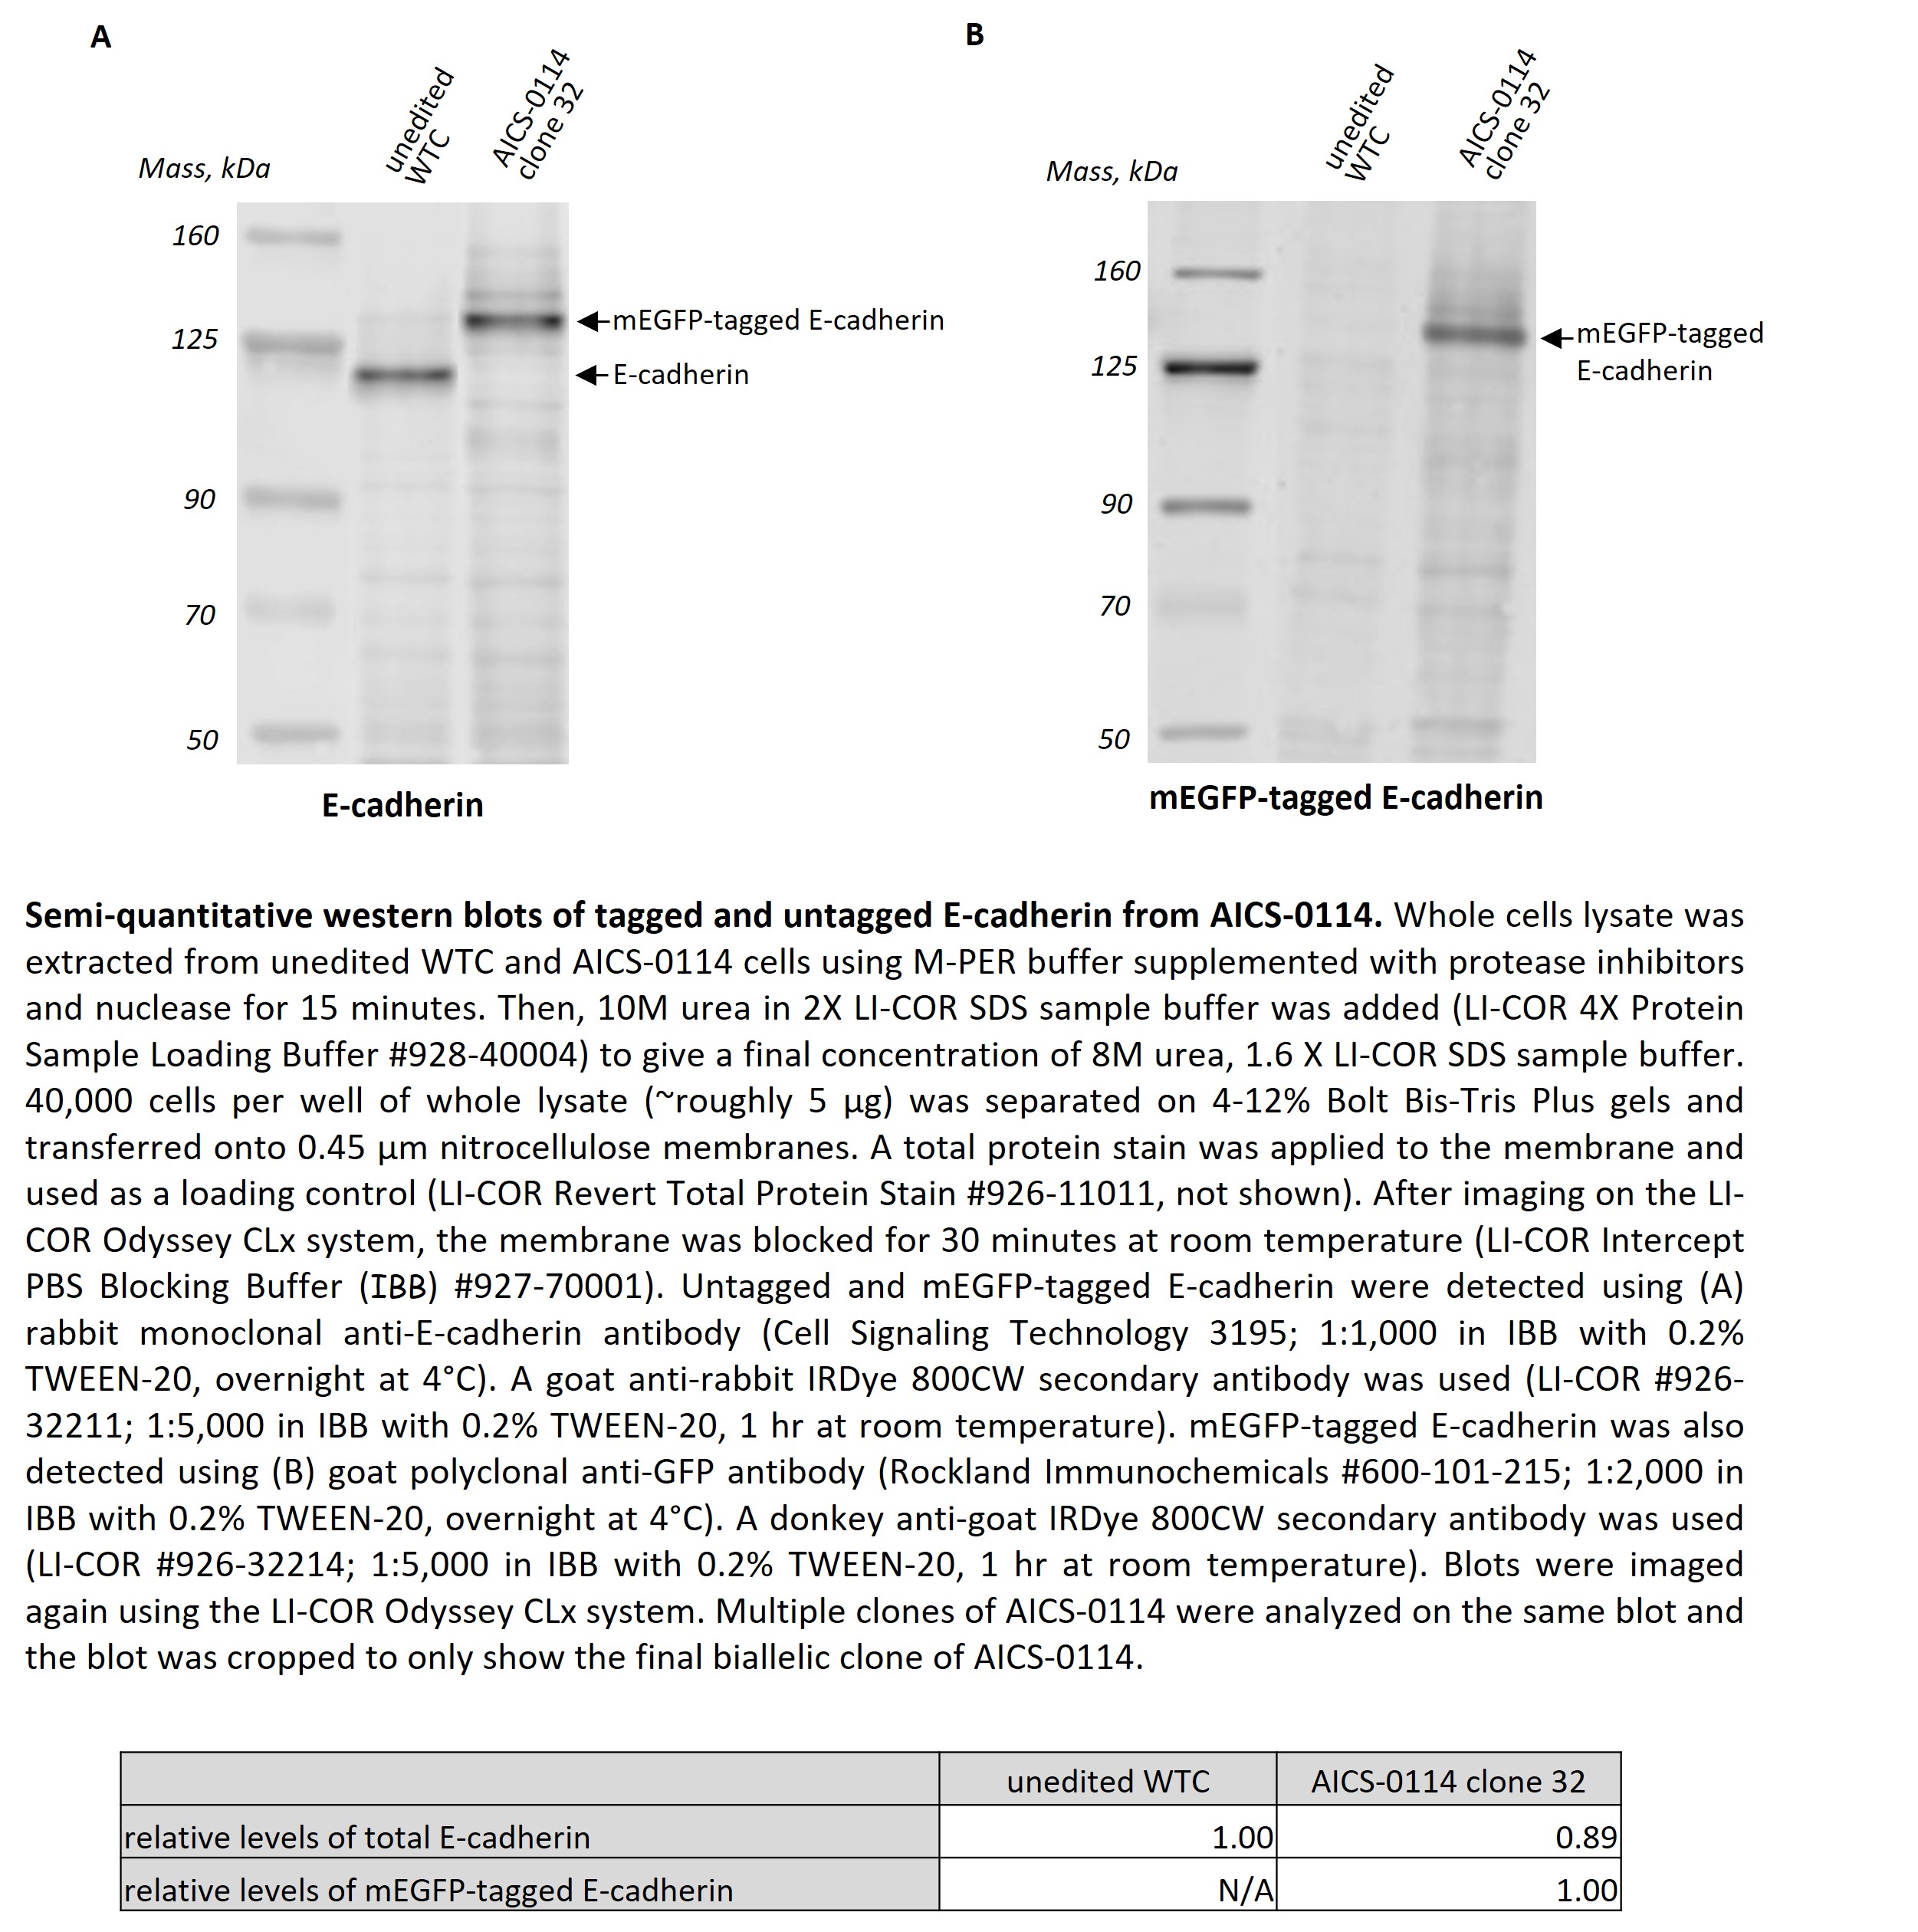 A
unedited
WTC
AICS-0114
clone 32
Mass, kDa
160
125
90
70
50
mEGFP-tagged E-cadherin
E-cadherin
E-cadherin
B
unedited
WTC
AICS-0114
clone 32
Mass, kDa
160
125
90
70
50
mEGFP-tagged
E-cadherin
mEGFP-tagged E-cadherin
Semi-quantitative western blots of tagged and untagged E-cadherin from AICS-0114. Whole cells lysate was
extracted from unedited WTC and AICS-0114 cells using M-PER buffer supplemented with protease inhibitors
and nuclease for 15 minutes. Then, 10M urea in 2X LI-COR SDS sample buffer was added (LI-COR 4X Protein
Sample Loading Buffer #928-40004) to give a final concentration of 8M urea, 1.6 X LI-COR SDS sample buffer.
40,000 cells per well of whole lysate (~roughly 5 µg) was separated on 4-12% Bolt Bis-Tris Plus gels and
transferred onto 0.45 µm nitrocellulose membranes. A total protein stain was applied to the membrane and
used as a loading control (LI-COR Revert Total Protein Stain #926-11011, not shown). After imaging on the LI-
COR Odyssey CLx system, the membrane was blocked for 30 minutes at room temperature (LI-COR Intercept
PBS Blocking Buffer (IBB) #927-70001). Untagged and mEGFP-tagged E-cadherin were detected using (A)
rabbit monoclonal anti-E-cadherin antibody (Cell Signaling Technology 3195; 1:1,000 in IBB with 0.2%
TWEEN-20, overnight at 4°C). A goat anti-rabbit IRDye 800CW secondary antibody was used (LI-COR #926-
32211; 1:5,000 in IBB with 0.2% TWEEN-20, 1 hr at room temperature). mEGFP-tagged E-cadherin was also
detected using (B) goat polyclonal anti-GFP antibody (Rockland Immunochemicals #600-101-215; 1:2,000 in
IBB with 0.2% TWEEN-20, overnight at 4°C). A donkey anti-goat IRDye 800CW secondary antibody was used
(LI-COR #926-32214; 1:5,000 in IBB with 0.2% TWEEN-20, 1 hr at room temperature). Blots were imaged
again using the LI-COR Odyssey CLx system. Multiple clones of AICS-0114 were analyzed on the same blot and
the blot was cropped to only show the final biallelic clone of AICS-0114.
unedited WTC AICS-0114 clone 32
relative levels of total E-cadherin 1.00 0.89
relative levels of mEGFP-tagged E-cadherin N/A 1.00